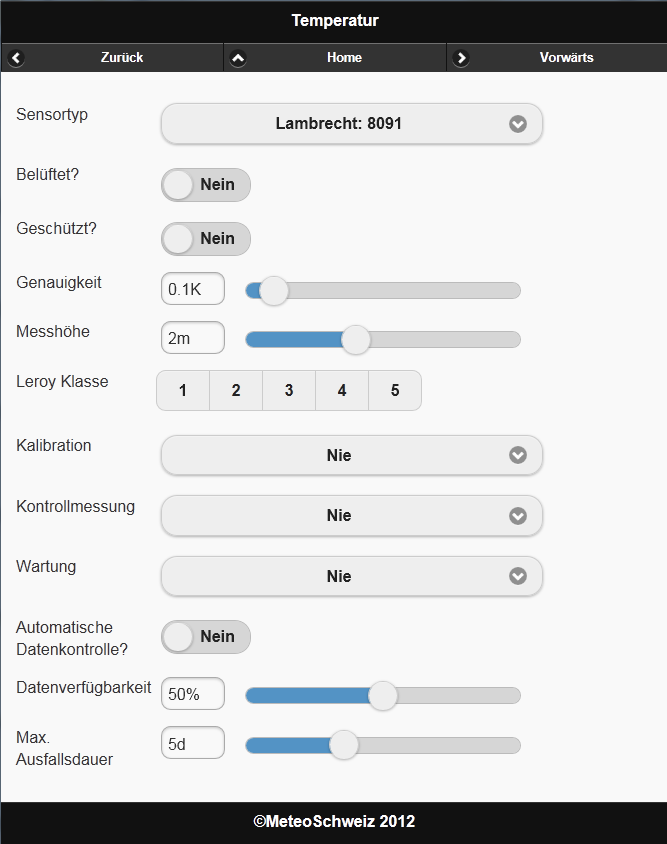 Temperatur
Zurück Home Vorwärts
Sensortyp Lambrecht: 8091
Belüftet? Nein
Geschützt? Nein
Genauigkeit 0.1K
Messhöhe 2m
Leroy Klasse 1 2 3 4 5
Kalibration Nie
Kontrollmessung Nie
Wartung Nie
Automatische
Datenkontrolle? Nein
Datenverfügbarkeit 50%
Max.
Ausfallsdauer 5d
©MeteoSchweiz 2012